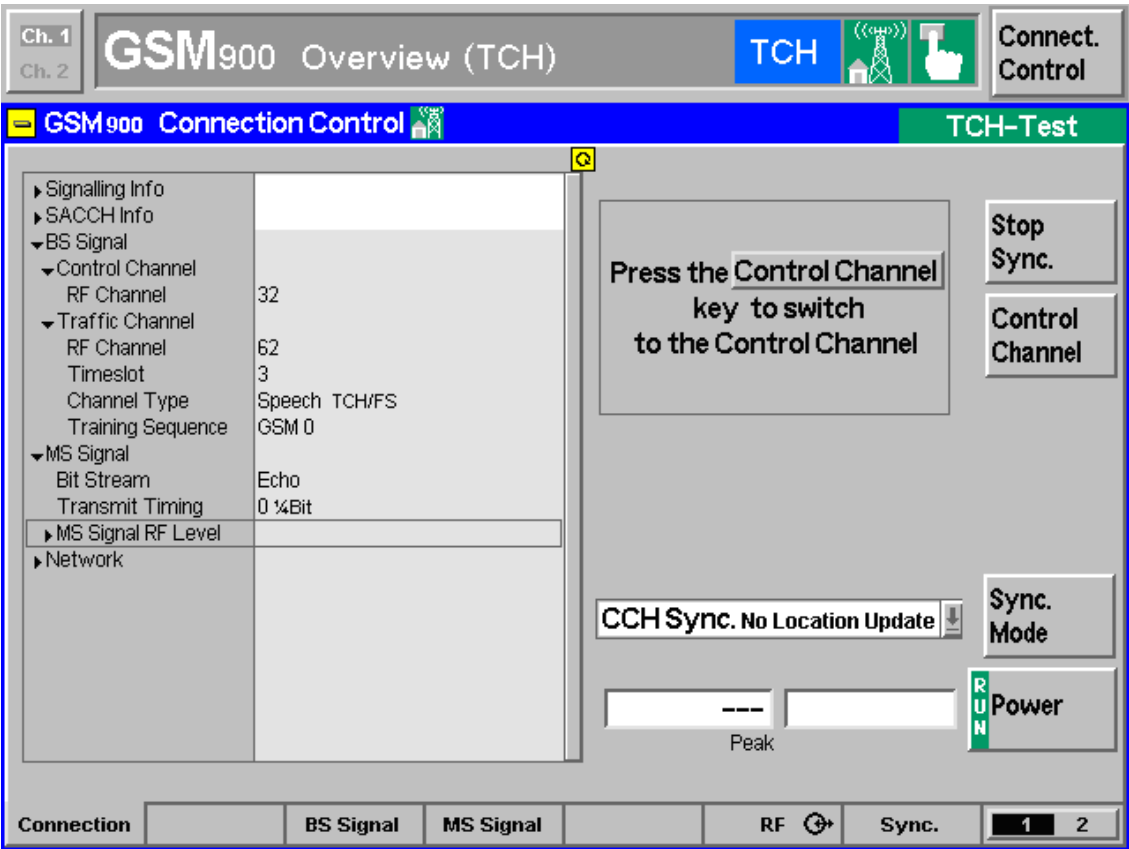 Ch. 1
Ch. 2
GSM900 Overview (TCH)
TCH
Connect.
Control
GSM 900 Connection Control
TCH-Test
Signalling Info
SACCH Info
BS Signal
Control Channel
RF Channel 32
Traffic Channel
RF Channel 62
Timeslot 3
Channel Type Speech TCH/FS
Training Sequence GSM 0
MS Signal
Bit Stream Echo
Transmit Timing 0 ¼Bit
MS Signal RF Level
Network
Press the Control Channel
key to switch
to the Control Channel
Stop
Sync.
Control
Channel
CCH Sync. No Location Update
Sync.
Mode
---
Peak
RUN
Power
Connection BS Signal MS Signal RF Sync. 1 2